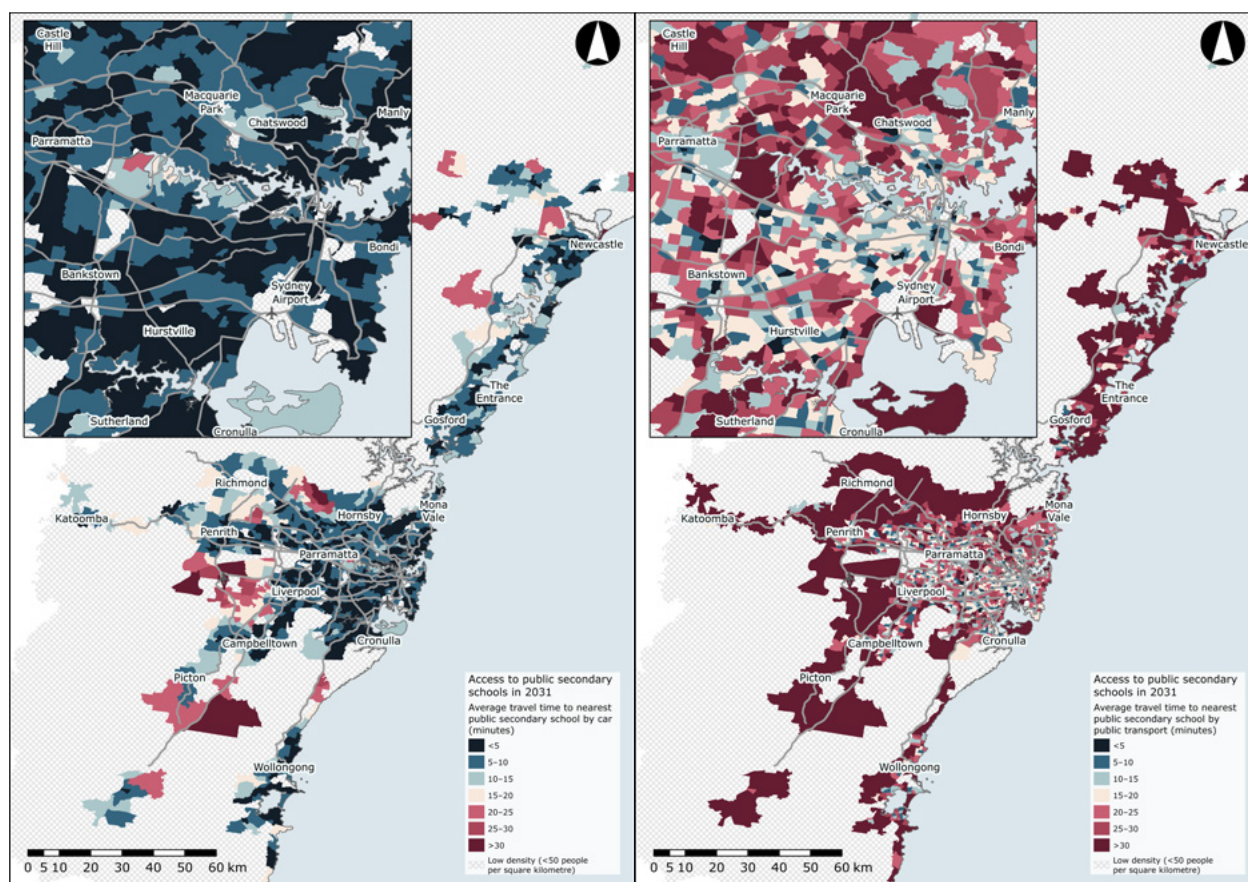 Castle
Hill
Macquarie
Park
Chatswood
Manly
Parramatta
Bondi
Bankstown
Sydney
Airport
Hurstville
Sutherland
Cronulla
Newcastle
The
Entrance
Gosford
Richmond
Katoomba
Hornsby
Mona
Vale
Penrith
Parramatta
Liverpool
Campbelltown
Cronulla
Picton
Wollongong
Access to public secondary
schools in 2031
Average travel time to nearest
public secondary school by car
(minutes)
<5
5–10
10–15
15–20
20–25
25–30
>30
Low density (<50 people
per square kilometre)
0 5 10 20 30 40 50 60 km
Castle
Hill
Macquarie
Park
Chatswood
Manly
Parramatta
Bondi
Bankstown
Sydney
Airport
Hurstville
Sutherland
Cronulla
Newcastle
The
Entrance
Gosford
Richmond
Katoomba
Hornsby
Mona
Vale
Penrith
Parramatta
Liverpool
Campbelltown
Cronulla
Picton
Wollongong
Access to public secondary
schools in 2031
Average travel time to nearest
public secondary school by
public transport (minutes)
<5
5–10
10–15
15–20
20–25
25–30
>30
Low density (<50 people
per square kilometre)
0 5 10 20 30 40 50 60 km